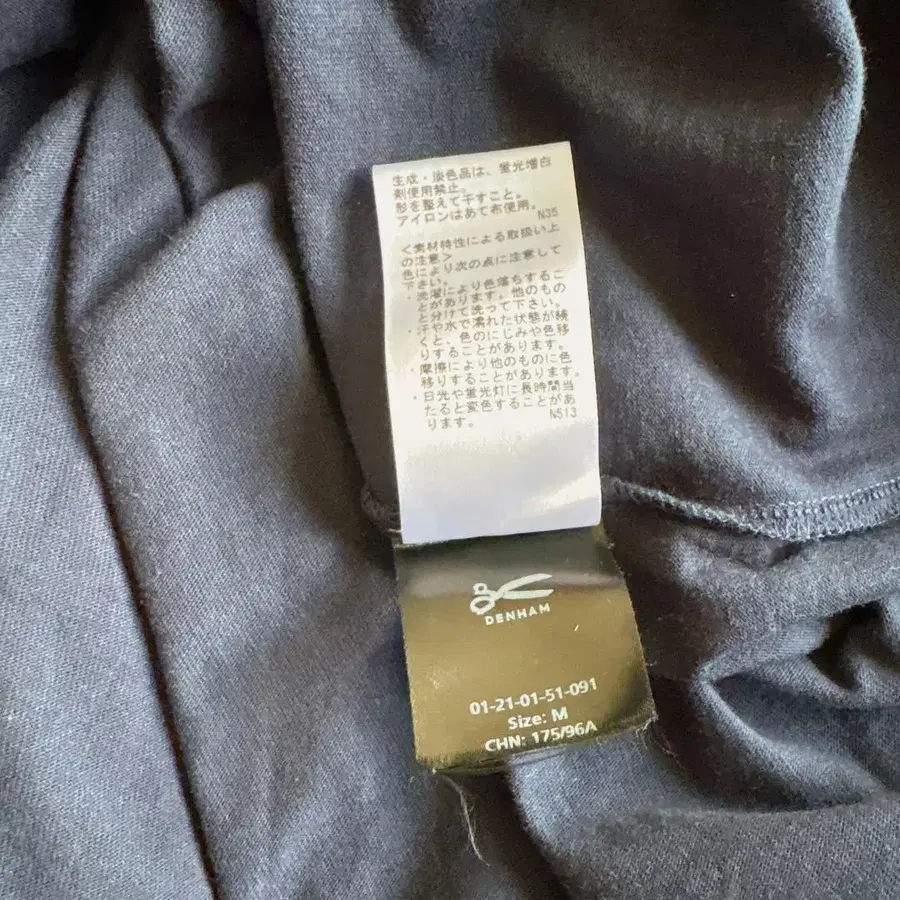 生成・淡色品は、蛍光増白
剤使用禁止。
形を整えて干すこと。
アイロンはあて布使用。
N35
<素材特性による取扱い上
の注意>
色により次の点に注意して
下さい。
・洗濯により色落ちするこ
とがあります。他のもの
と分けて洗って下さい。
・汗や水で濡れた状態が続
くと、色のにじみや色移
りすることがあります。
・摩擦により他のものに色
移りすることがあります。
・日光や蛍光灯に長時間当
たると変色することがあ
ります。
N513
DENHAM
01-21-01-51-091
Size: M
CHN: 175/96A